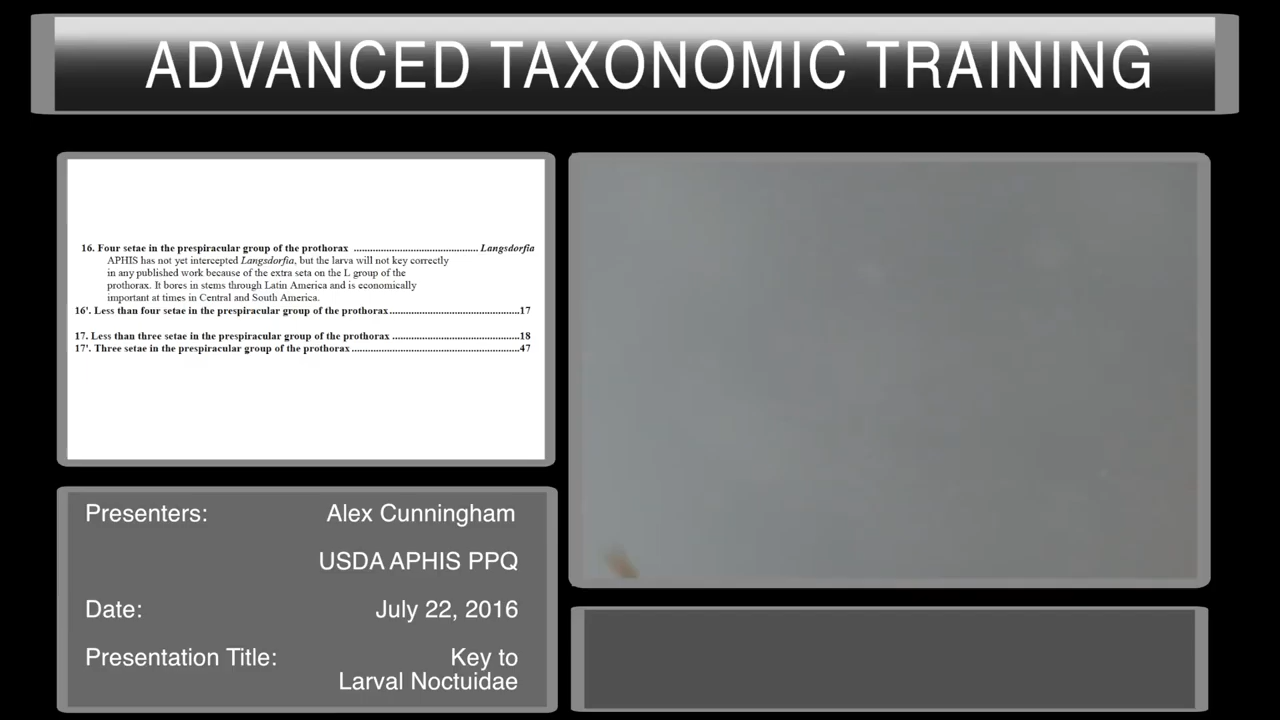 ADVANCED TAXONOMIC TRAINING
16. Four setae in the prespiracular group of the prothorax ............................................ Langsdorfia
APHIS has not yet intercepted Langsdorfia, but the larva will not key correctly
in any published work because of the extra seta on the L group of the
prothorax. It bores in stems through Latin America and is economically
important at times in Central and South America.
16'. Less than four setae in the prespiracular group of the prothorax..............................................17
17. Less than three setae in the prespiracular group of the prothorax .............................................18
17'. Three setae in the prespiracular group of the prothorax...........................................................47
Presenters: Alex Cunningham
USDA APHIS PPQ
Date: July 22, 2016
Presentation Title: Key to
Larval Noctuidae